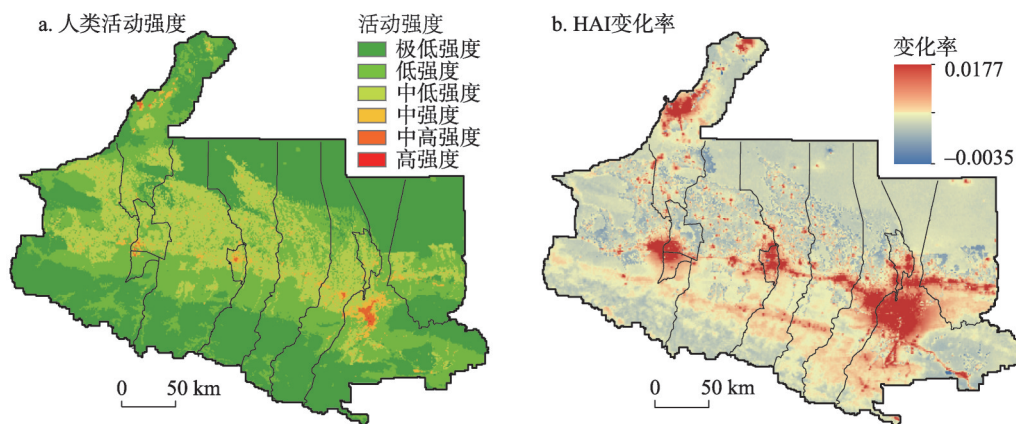 a. 人类活动强度
活动强度
极低强度
低强度
中低强度
中强度
中高强度
高强度
0 50 km
b. HAI变化率
变化率
0.0177
–0.0035
0 50 km